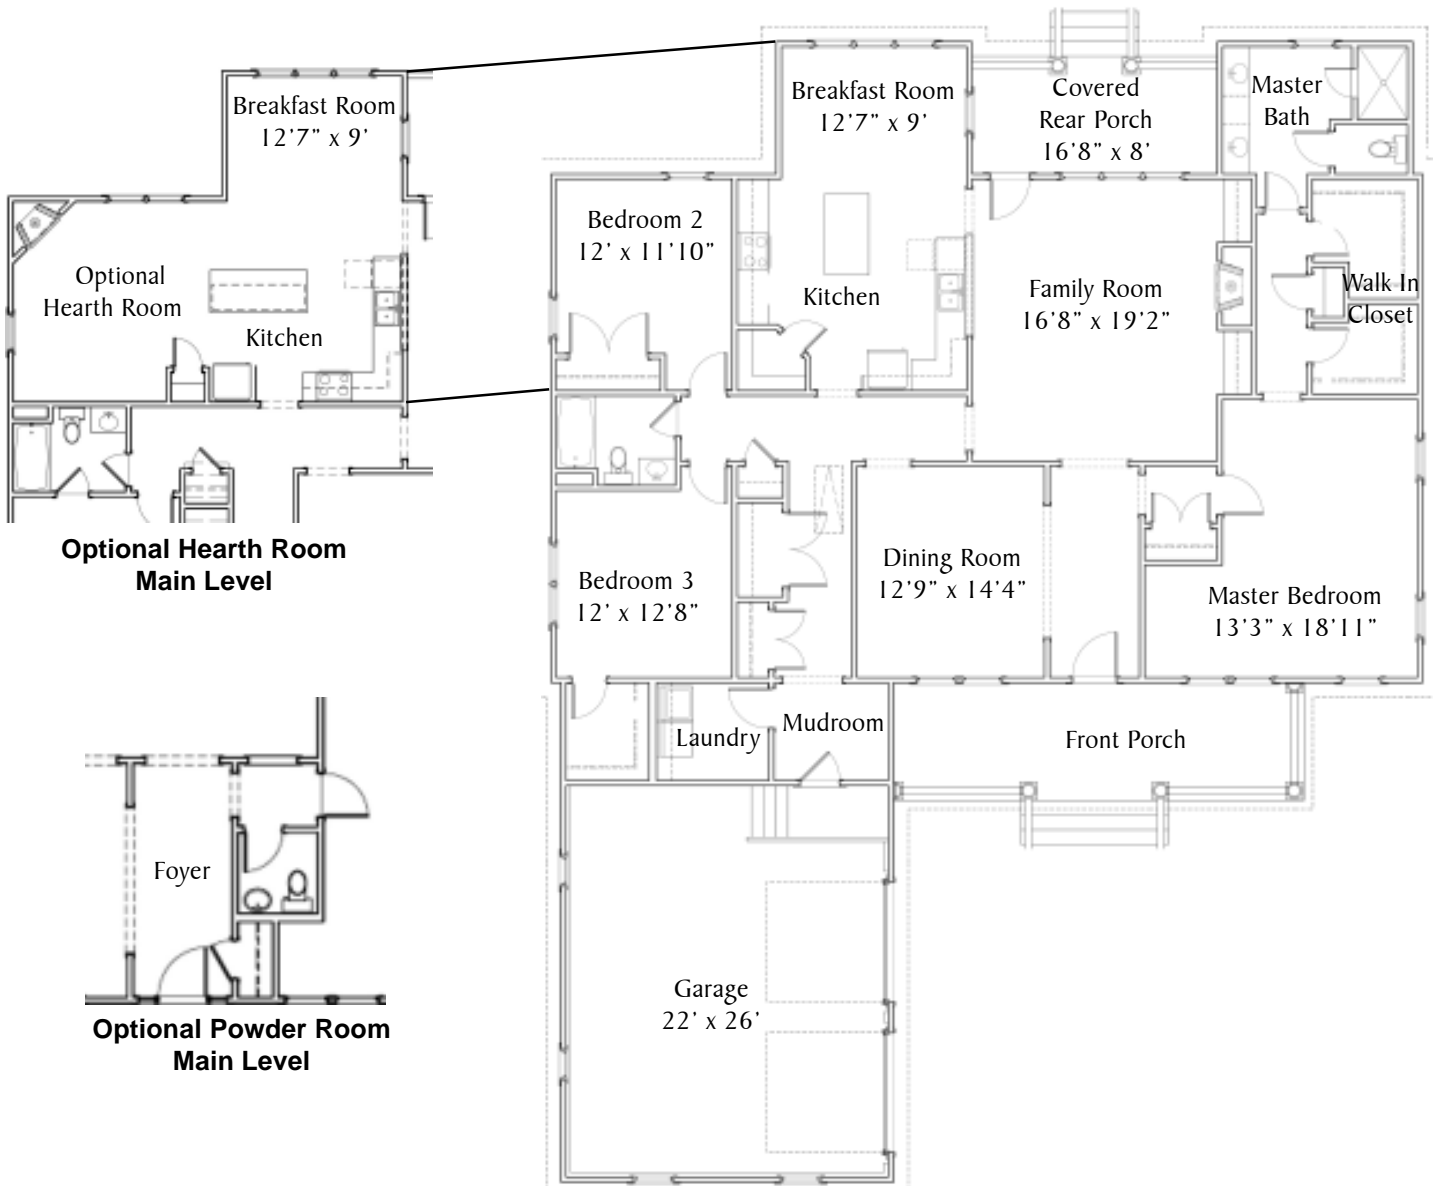 Breakfast Room
12'7" x 9'
Optional
Hearth Room
Kitchen
Optional Hearth Room
Main Level
Foyer
Optional Powder Room
Main Level
Breakfast Room
12'7" x 9'
Covered
Rear Porch
16'8" x 8'
Master
Bath
Bedroom 2
12' x 11'10"
Kitchen
Family Room
16'8" x 19'2"
Walk In
Closet
Bedroom 3
12' x 12'8"
Dining Room
12'9" x 14'4"
Master Bedroom
13'3" x 18'11"
Laundry
Mudroom
Front Porch
Garage
22' x 26'